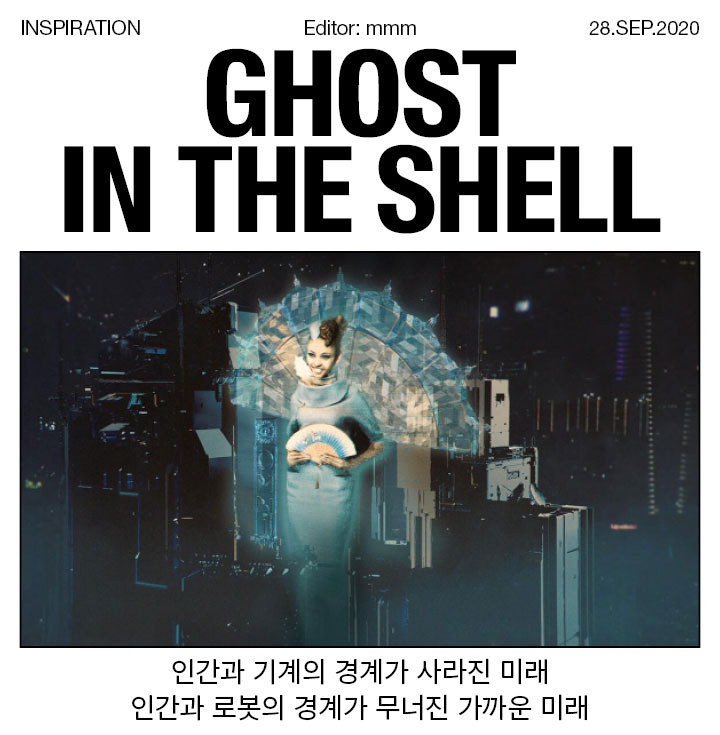 INSPIRATION Editor: mmm 28.SEP.2020
GHOST
IN THE SHELL
인간과 기계의 경계가 사라진 미래
인간과 로봇의 경계가 무너진 가까운 미래